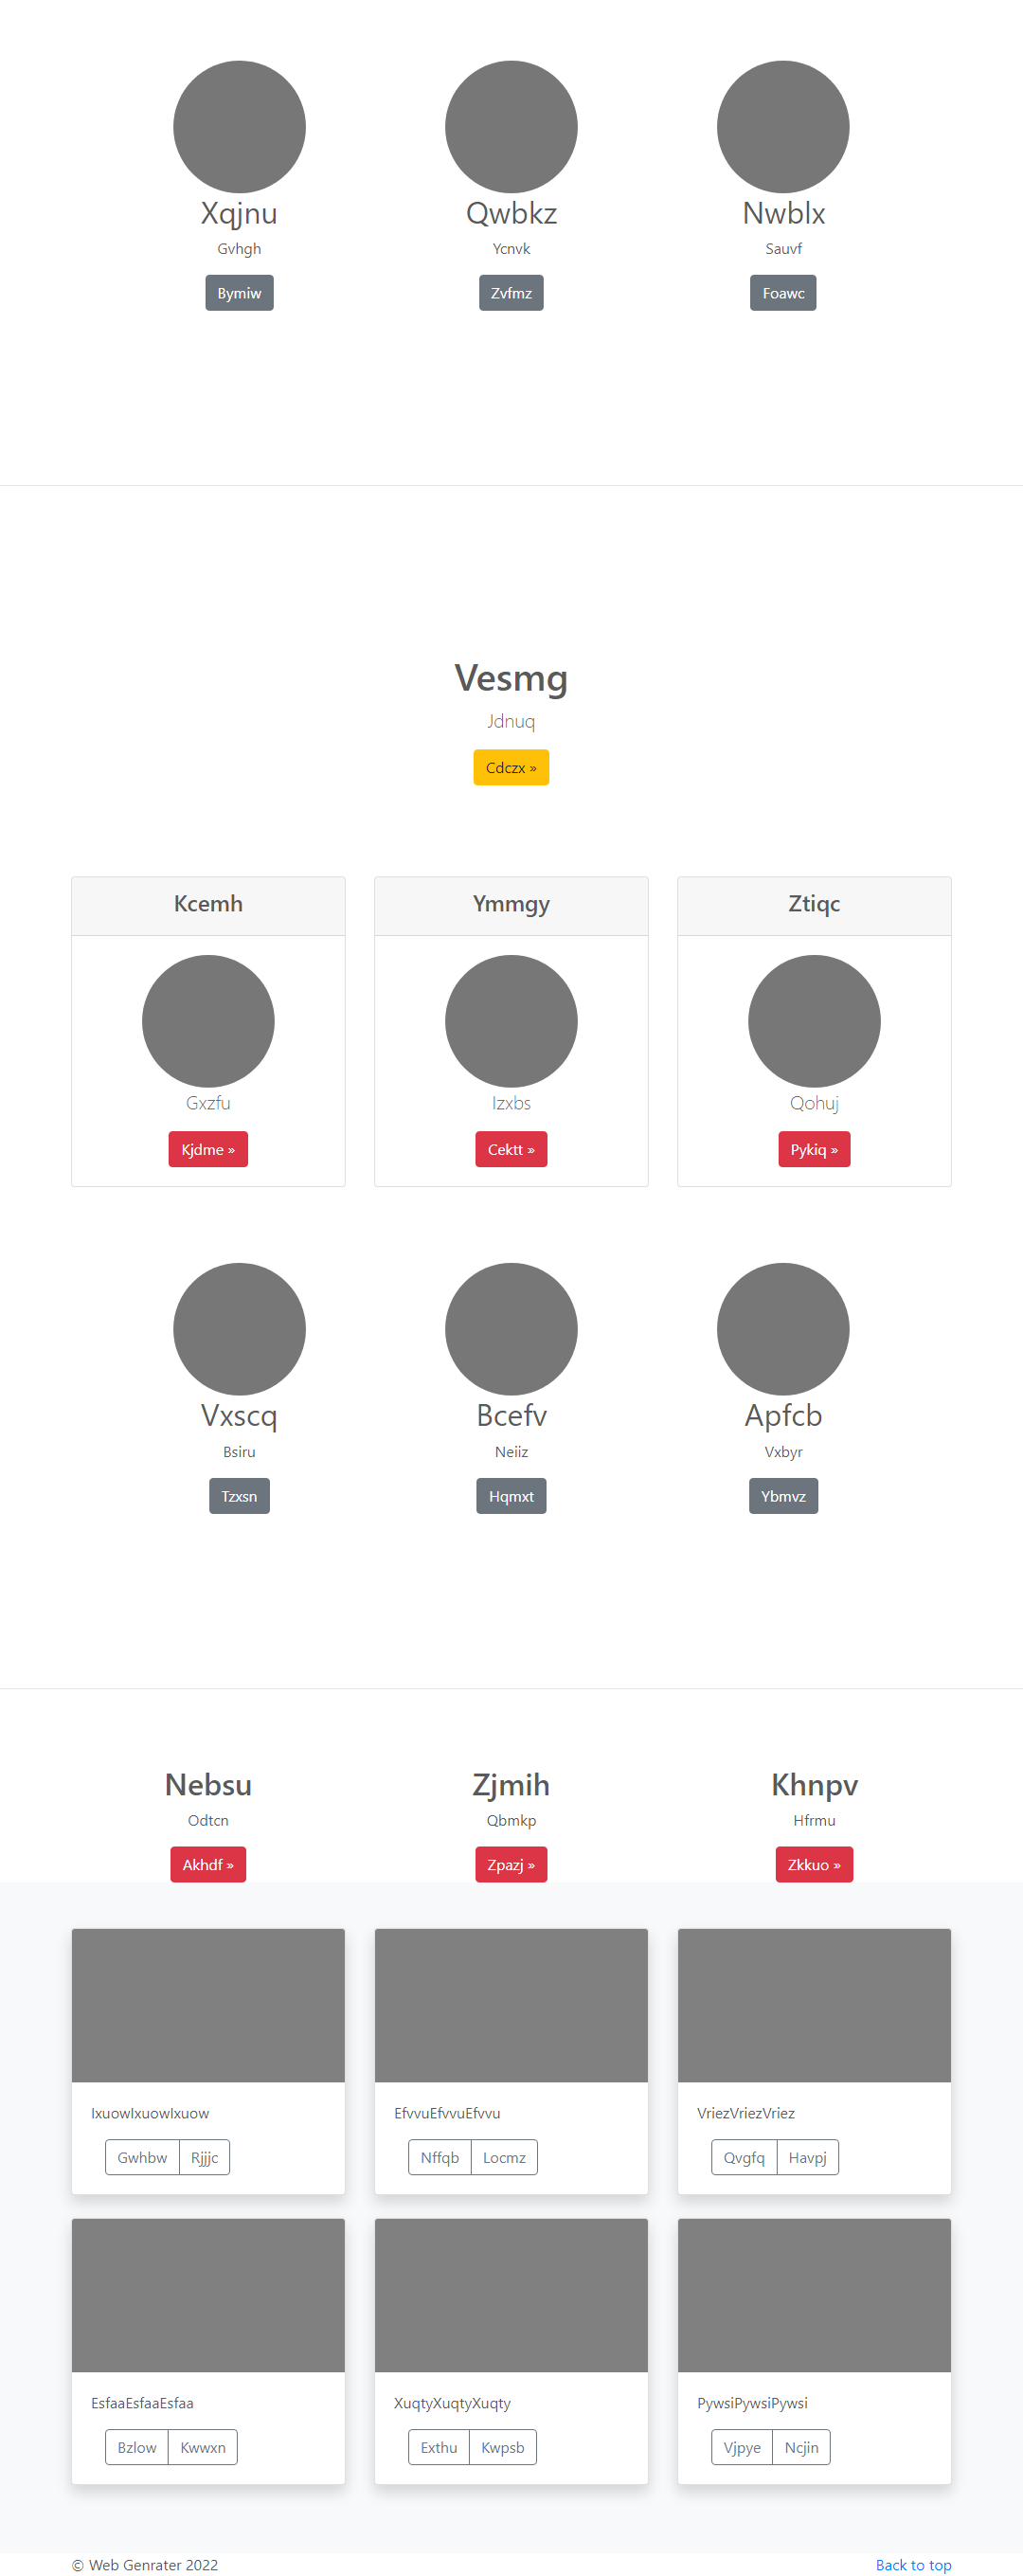 Xqjnu Qwbkz Nwblx
Gvhgh Ycnvk Sauvf
Bymiw Zvfmz Foawc
Vesmg
Jdnuq
Cdczx »
Kcemh Ymmgy Ztiqc
Gxzfu Izxbs Qohuj
Kjdme » Cektt » Pykiq »
Vxscq Bcefv Apfcb
Bsiru Neiiz Vxbyr
Tzxsn Hqmxt Ybmvz
Nebsu Zjmih Khnpv
Odtcn Qbmkp Hfrmu
Akhdf » Zpazj » Zkkuo »
IxuowIxuowIxuow EfvvuEfvvuEfvvu VriezVriezVriez
Gwhbw Rjjjc Nffqb Locmz Qvgfq Havpj
EsfaaEsfaaEsfaa XuqtyXuqtyXuqty PywsiPywsiPywsi
Bzlow Kwwxn Exthu Kwpsb Vjpye Ncjin
© Web Genrater 2022 Back to top